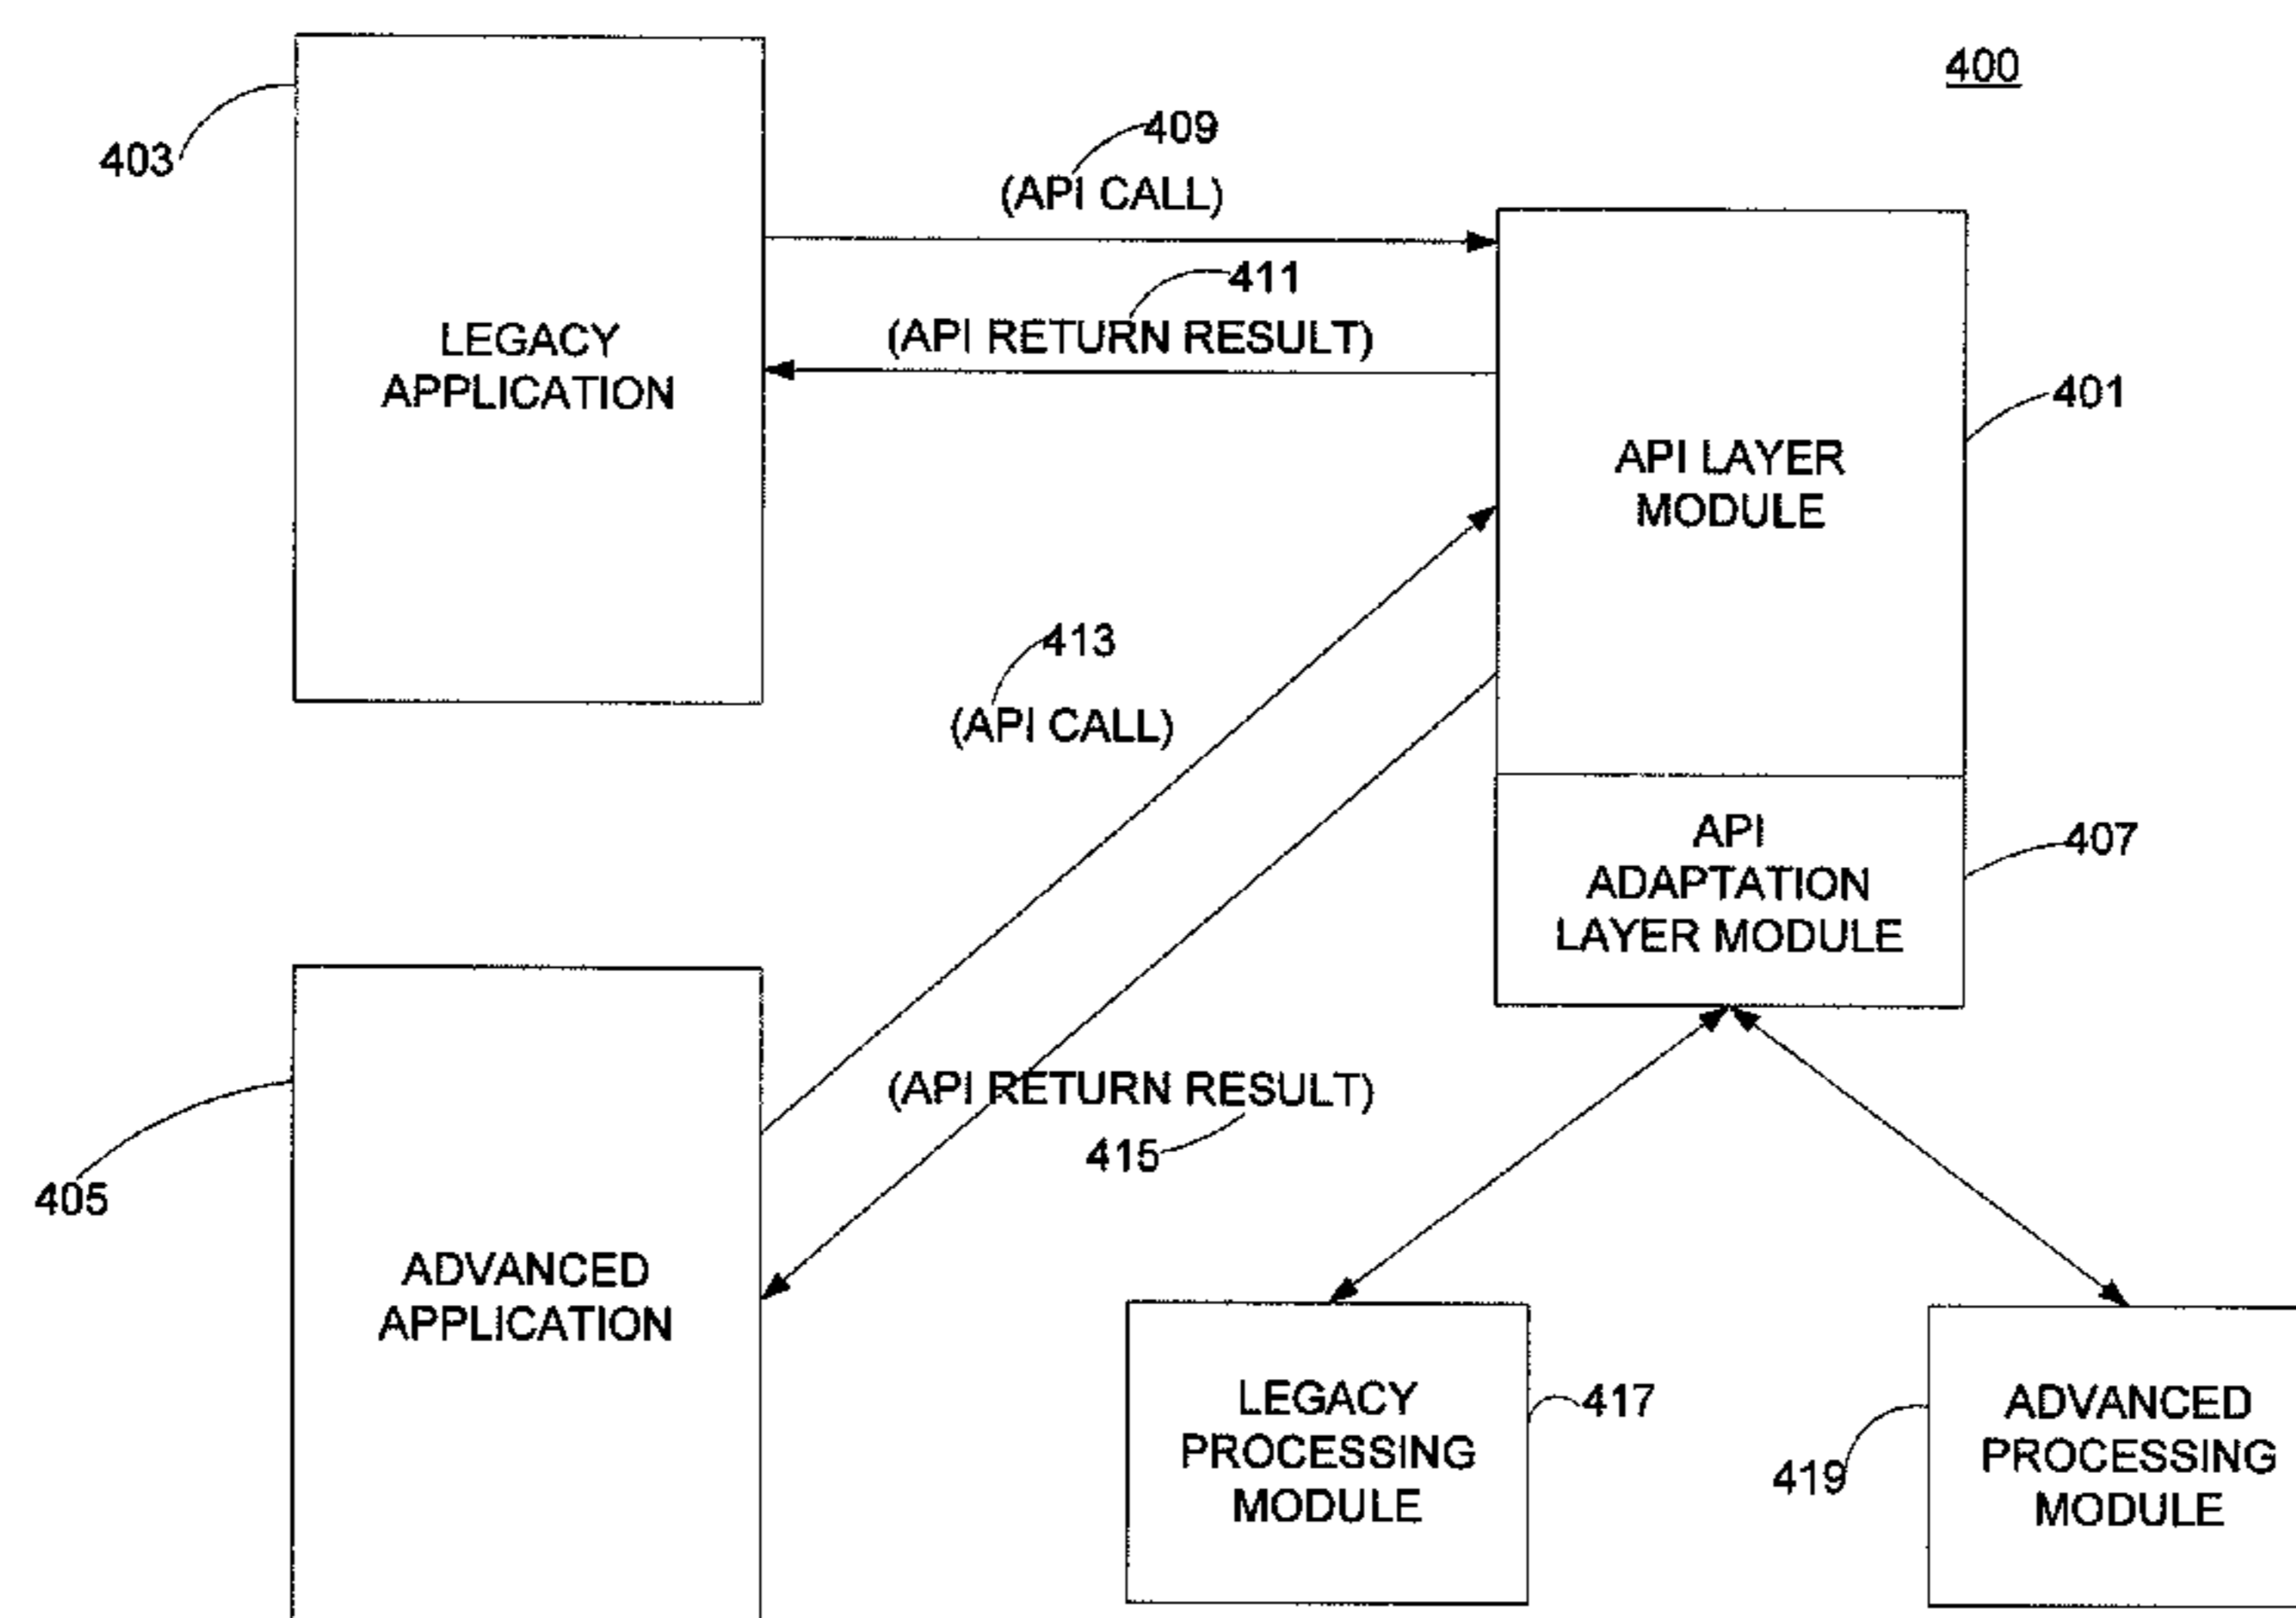 400
403
409
(API CALL)
411
(API RETURN RESULT)
LEGACY
APPLICATION
401
API LAYER
MODULE
413
(API CALL)
407
API
ADAPTATION
LAYER MODULE
(API RETURN RESULT)
415
405
ADVANCED
APPLICATION
LEGACY
PROCESSING
MODULE
417
419
ADVANCED
PROCESSING
MODULE